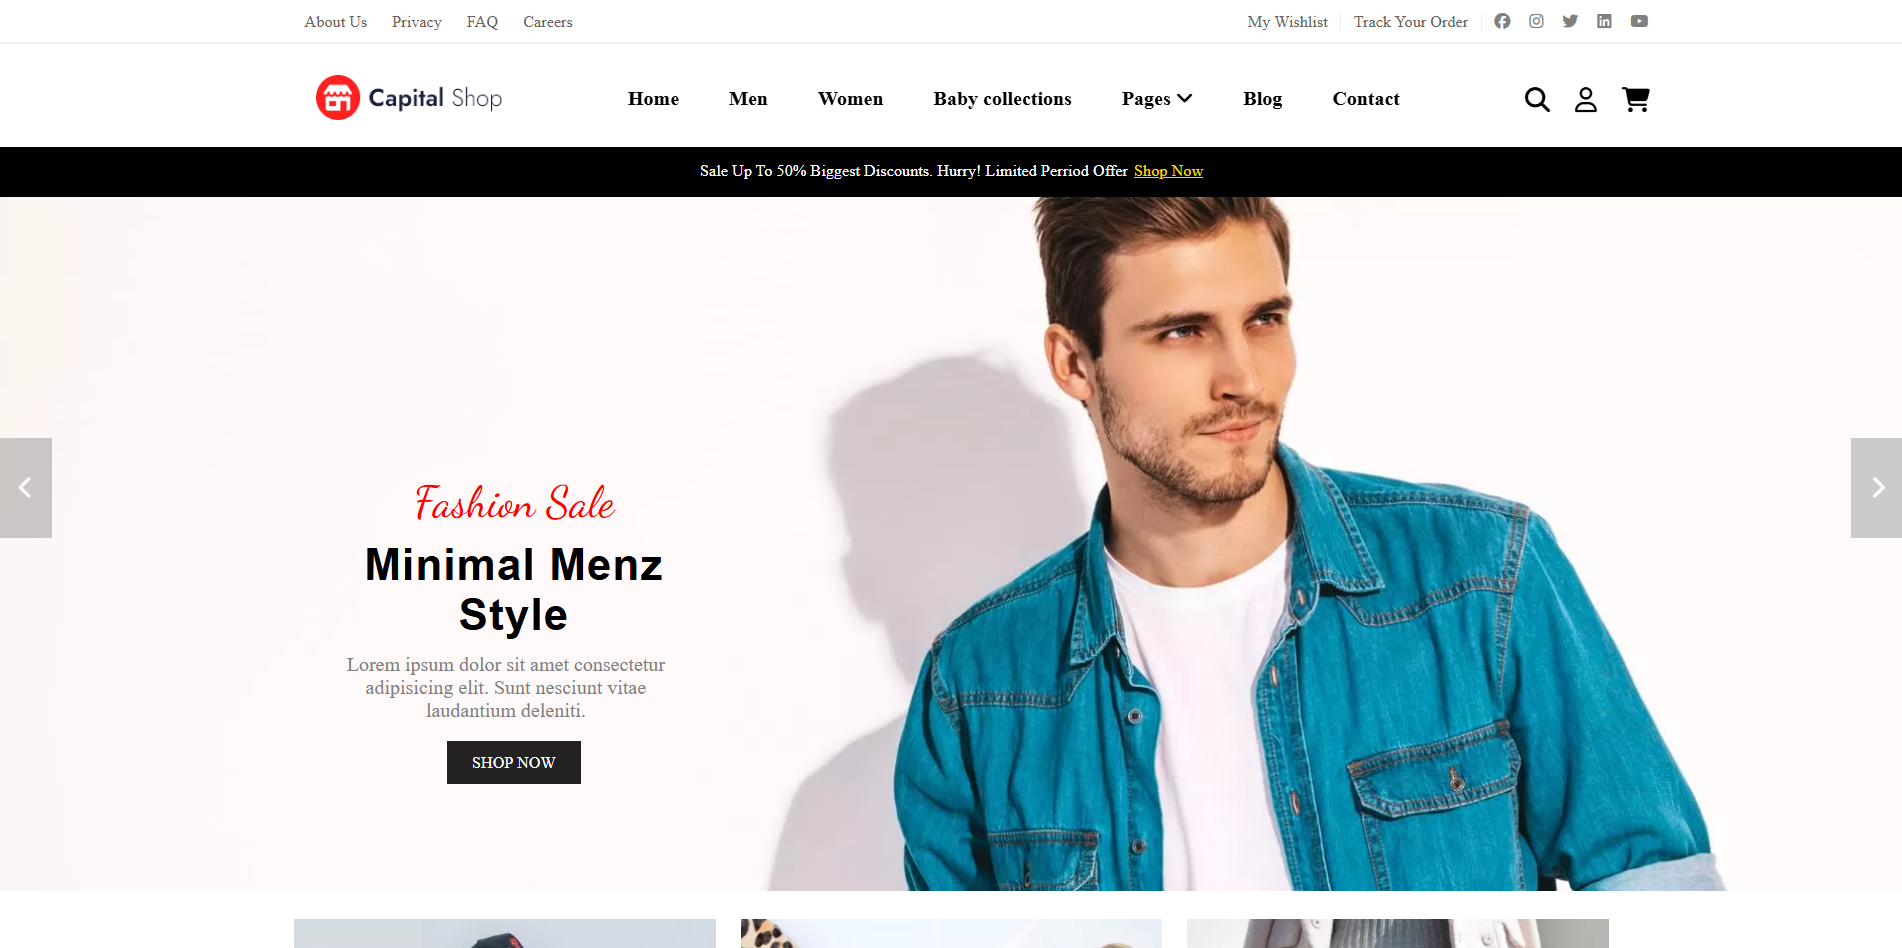 About Us Privacy FAQ Careers My Wishlist Track Your Order
Capital Shop Home Men Women Baby collections Pages Blog Contact
Sale Up To 50% Biggest Discounts. Hurry! Limited Perriod Offer Shop Now
Fashion Sale
Minimal Menz
Style
Lorem ipsum dolor sit amet consectetur
adipisicing elit. Sunt nesciunt vitae
laudantium deleniti.
SHOP NOW